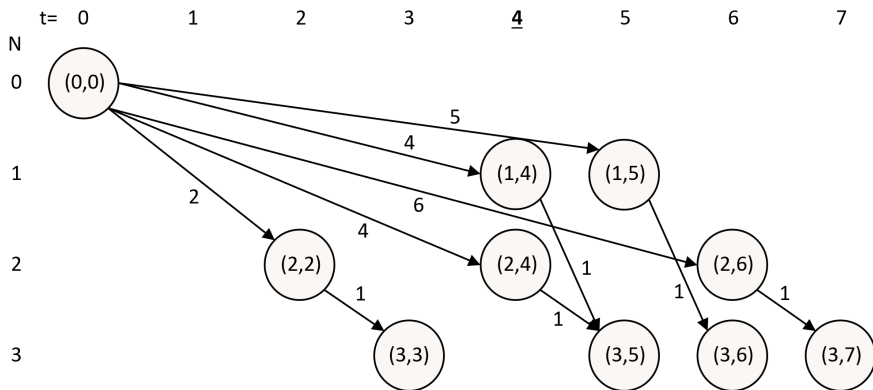 t= 0 1 2 3 4 5 6 7
N
0 (0,0)
5
4
1 (1,4) (1,5)
2
6
4
2 (2,2) (2,4) (2,6)
1
1 1 1
1
3 (3,3) (3,5) (3,6) (3,7)